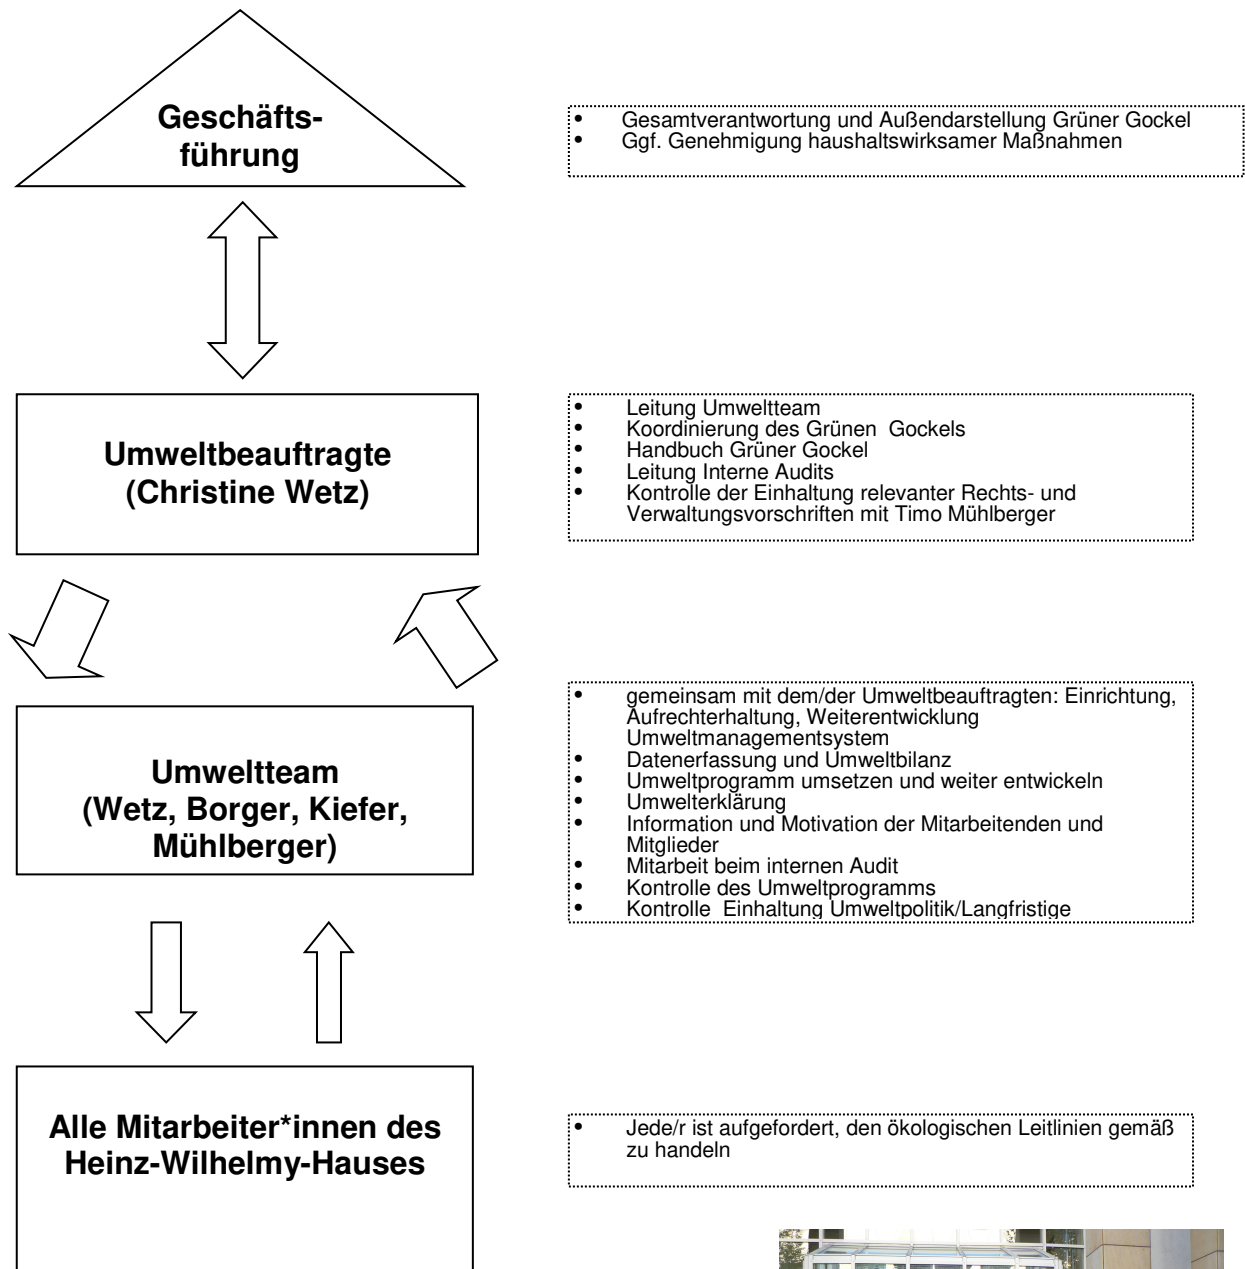 Geschäfts-
führung
• Gesamtverantwortung und Außendarstellung Grüner Gockel
• Ggf. Genehmigung haushaltswirksamer Maßnahmen
Umweltbeauftragte
(Christine Wetz)
• Leitung Umweltteam
• Koordinierung des Grünen Gockels
• Handbuch Grüner Gockel
• Leitung Interne Audits
• Kontrolle der Einhaltung relevanter Rechts- und
Verwaltungsvorschriften mit Timo Mühlberger
Umweltteam
(Wetz, Borger, Kiefer,
Mühlberger)
• gemeinsam mit dem/der Umweltbeauftragten: Einrichtung,
Aufrechterhaltung, Weiterentwicklung
Umweltmanagementsystem
• Datenerfassung und Umweltbilanz
• Umweltprogramm umsetzen und weiter entwickeln
• Umwelterklärung
• Information und Motivation der Mitarbeitenden und
Mitglieder
• Mitarbeit beim internen Audit
• Kontrolle des Umweltprogramms
• Kontrolle Einhaltung Umweltpolitik/Langfristige
Alle Mitarbeiter*innen des
Heinz-Wilhelmy-Hauses
• Jede/r ist aufgefordert, den ökologischen Leitlinien gemäß
zu handeln